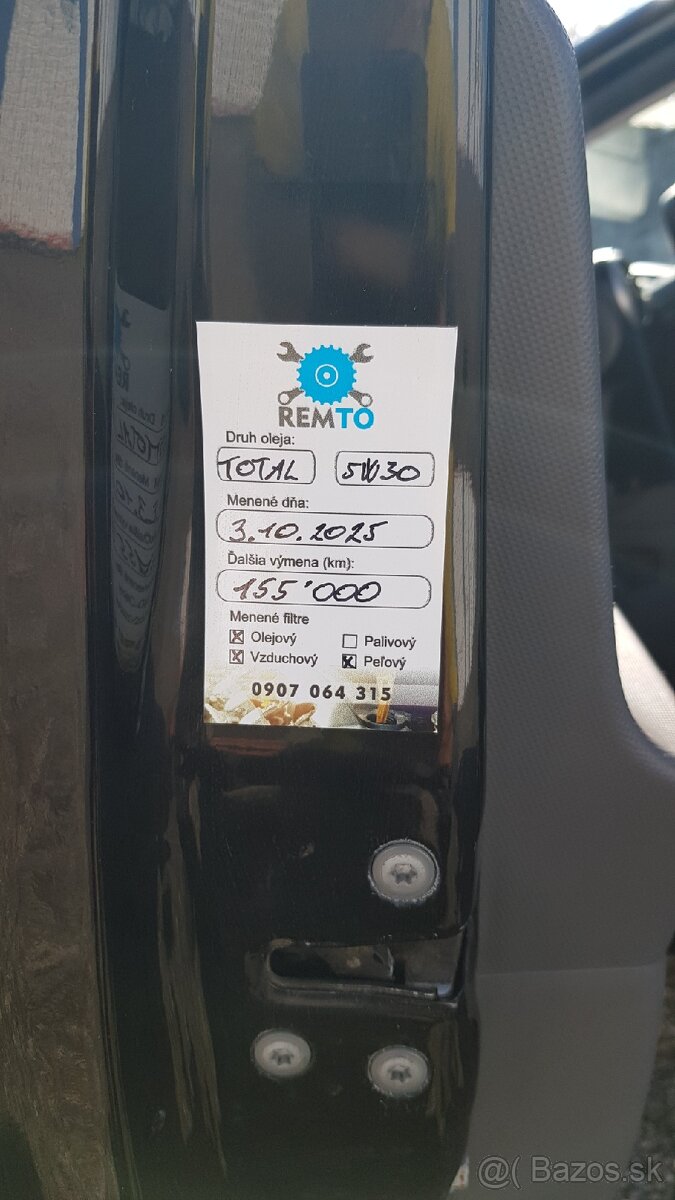 REMTO
Druh oleja:
TOTAL 5W30
Menené dňa:
3.10.2025
Ďalšia výmena (km):
155'000
Menené filtre
Olejový Palivový
Vzduchový Peľový
0907 064 315
@( Bazos.sk